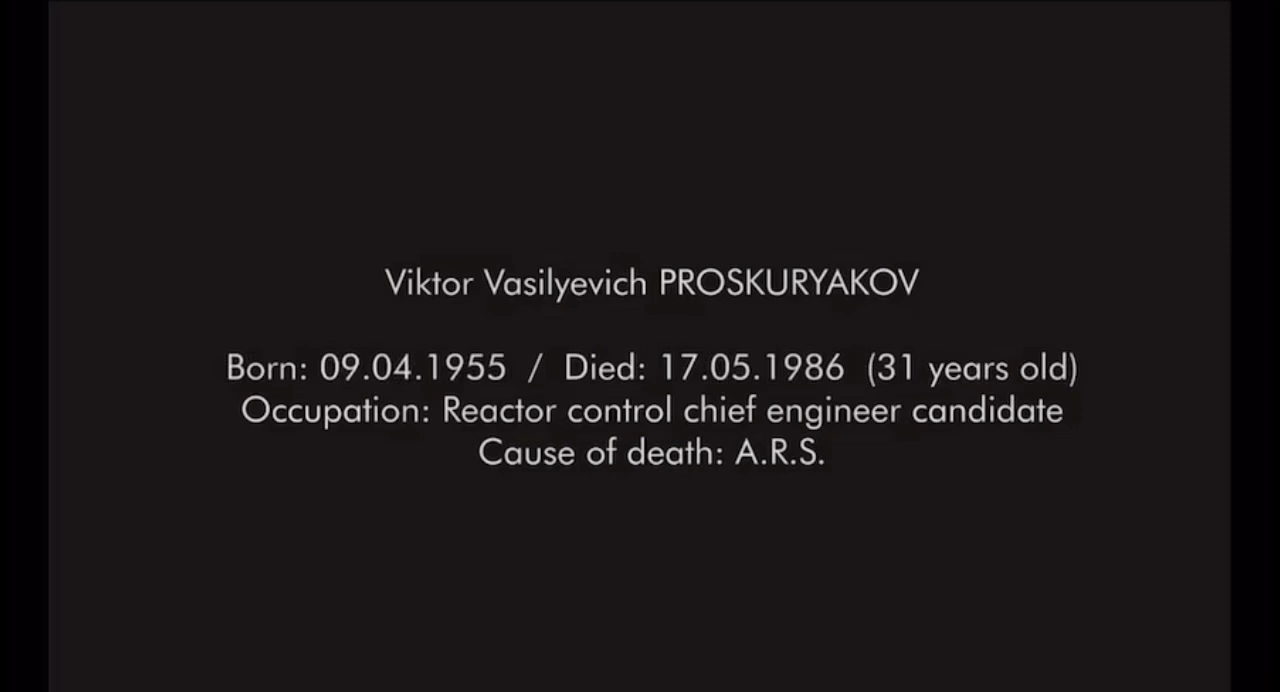 Viktor Vasilyevich PROSKURYAKOV
Born: 09.04.1955 / Died: 17.05.1986 (31 years old)
Occupation: Reactor control chief engineer candidate
Cause of death: A.R.S.